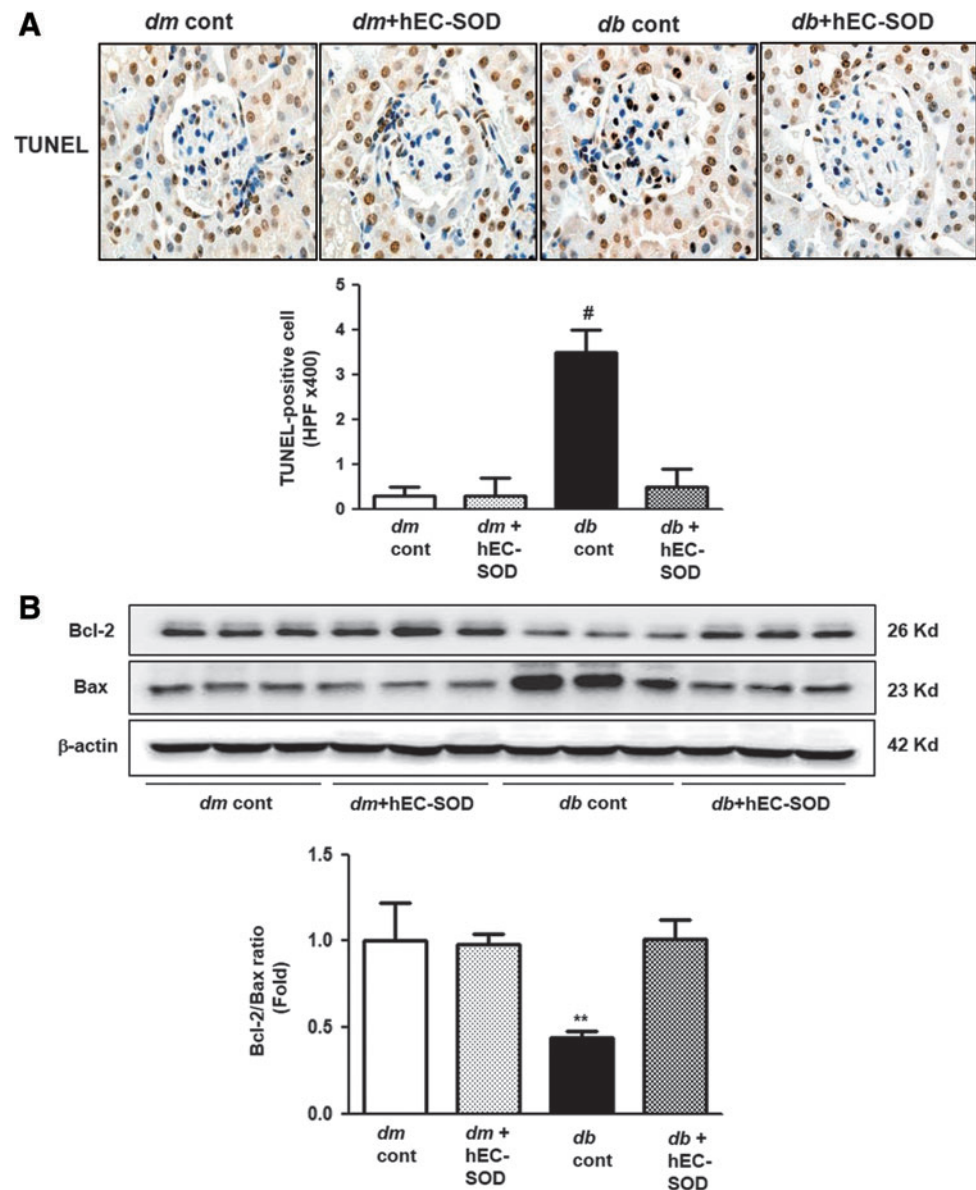 A
dm cont
dm+hEC-SOD
db cont
db+hEC-SOD
TUNEL
TUNEL-positive cell
(HPF x400)
5
4
3
2
1
0
#
dm
cont
dm +
hEC-
SOD
db
cont
db +
hEC-
SOD
B
Bcl-2
26 Kd
Bax
23 Kd
β-actin
42 Kd
dm cont
dm+hEC-SOD
db cont
db+hEC-SOD
Bcl-2/Bax ratio
(Fold)
1.5
1.0
0.5
0.0
**
dm
cont
dm +
hEC-
SOD
db
cont
db +
hEC-
SOD